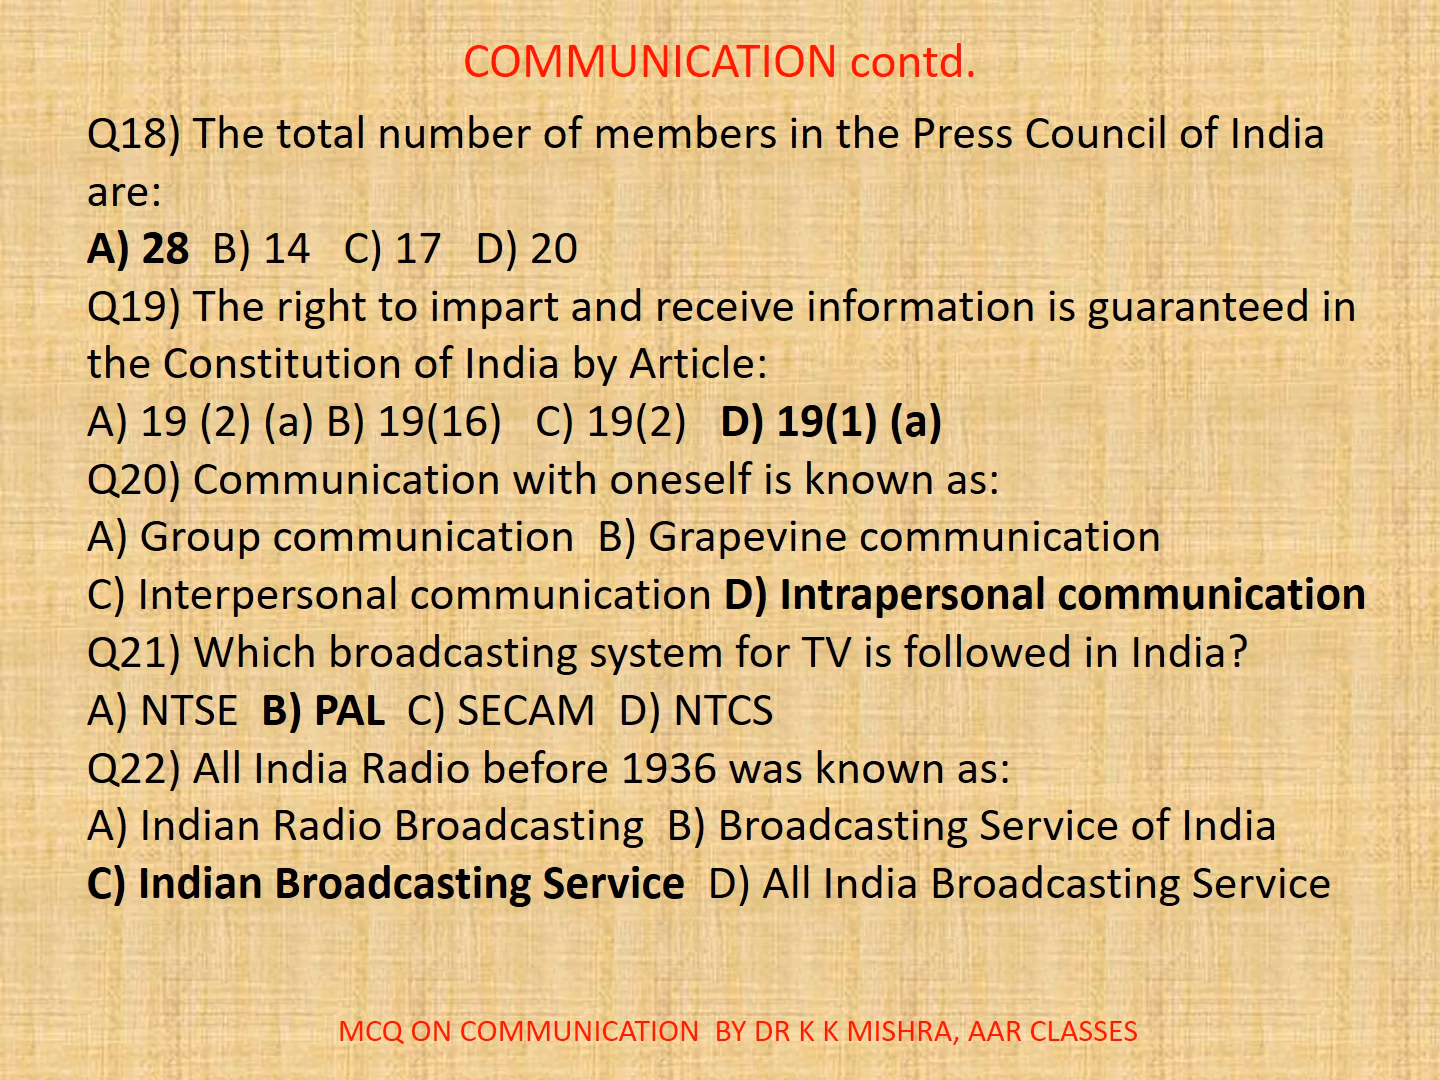 COMMUNICATION contd.
Q18) The total number of members in the Press Council of India
are:
A) 28  B) 14   C) 17   D) 20
Q19) The right to impart and receive information is guaranteed in
the Constitution of India by Article:
A) 19 (2) (a) B) 19(16)   C) 19(2)   D) 19(1) (a)
Q20) Communication with oneself is known as:
A) Group communication  B) Grapevine communication
C) Interpersonal communication D) Intrapersonal communication
Q21) Which broadcasting system for TV is followed in India?
A) NTSE  B) PAL  C) SECAM  D) NTCS
Q22) All India Radio before 1936 was known as:
A) Indian Radio Broadcasting  B) Broadcasting Service of India
C) Indian Broadcasting Service  D) All India Broadcasting Service
MCQ ON COMMUNICATION  BY DR K K MISHRA, AAR CLASSES